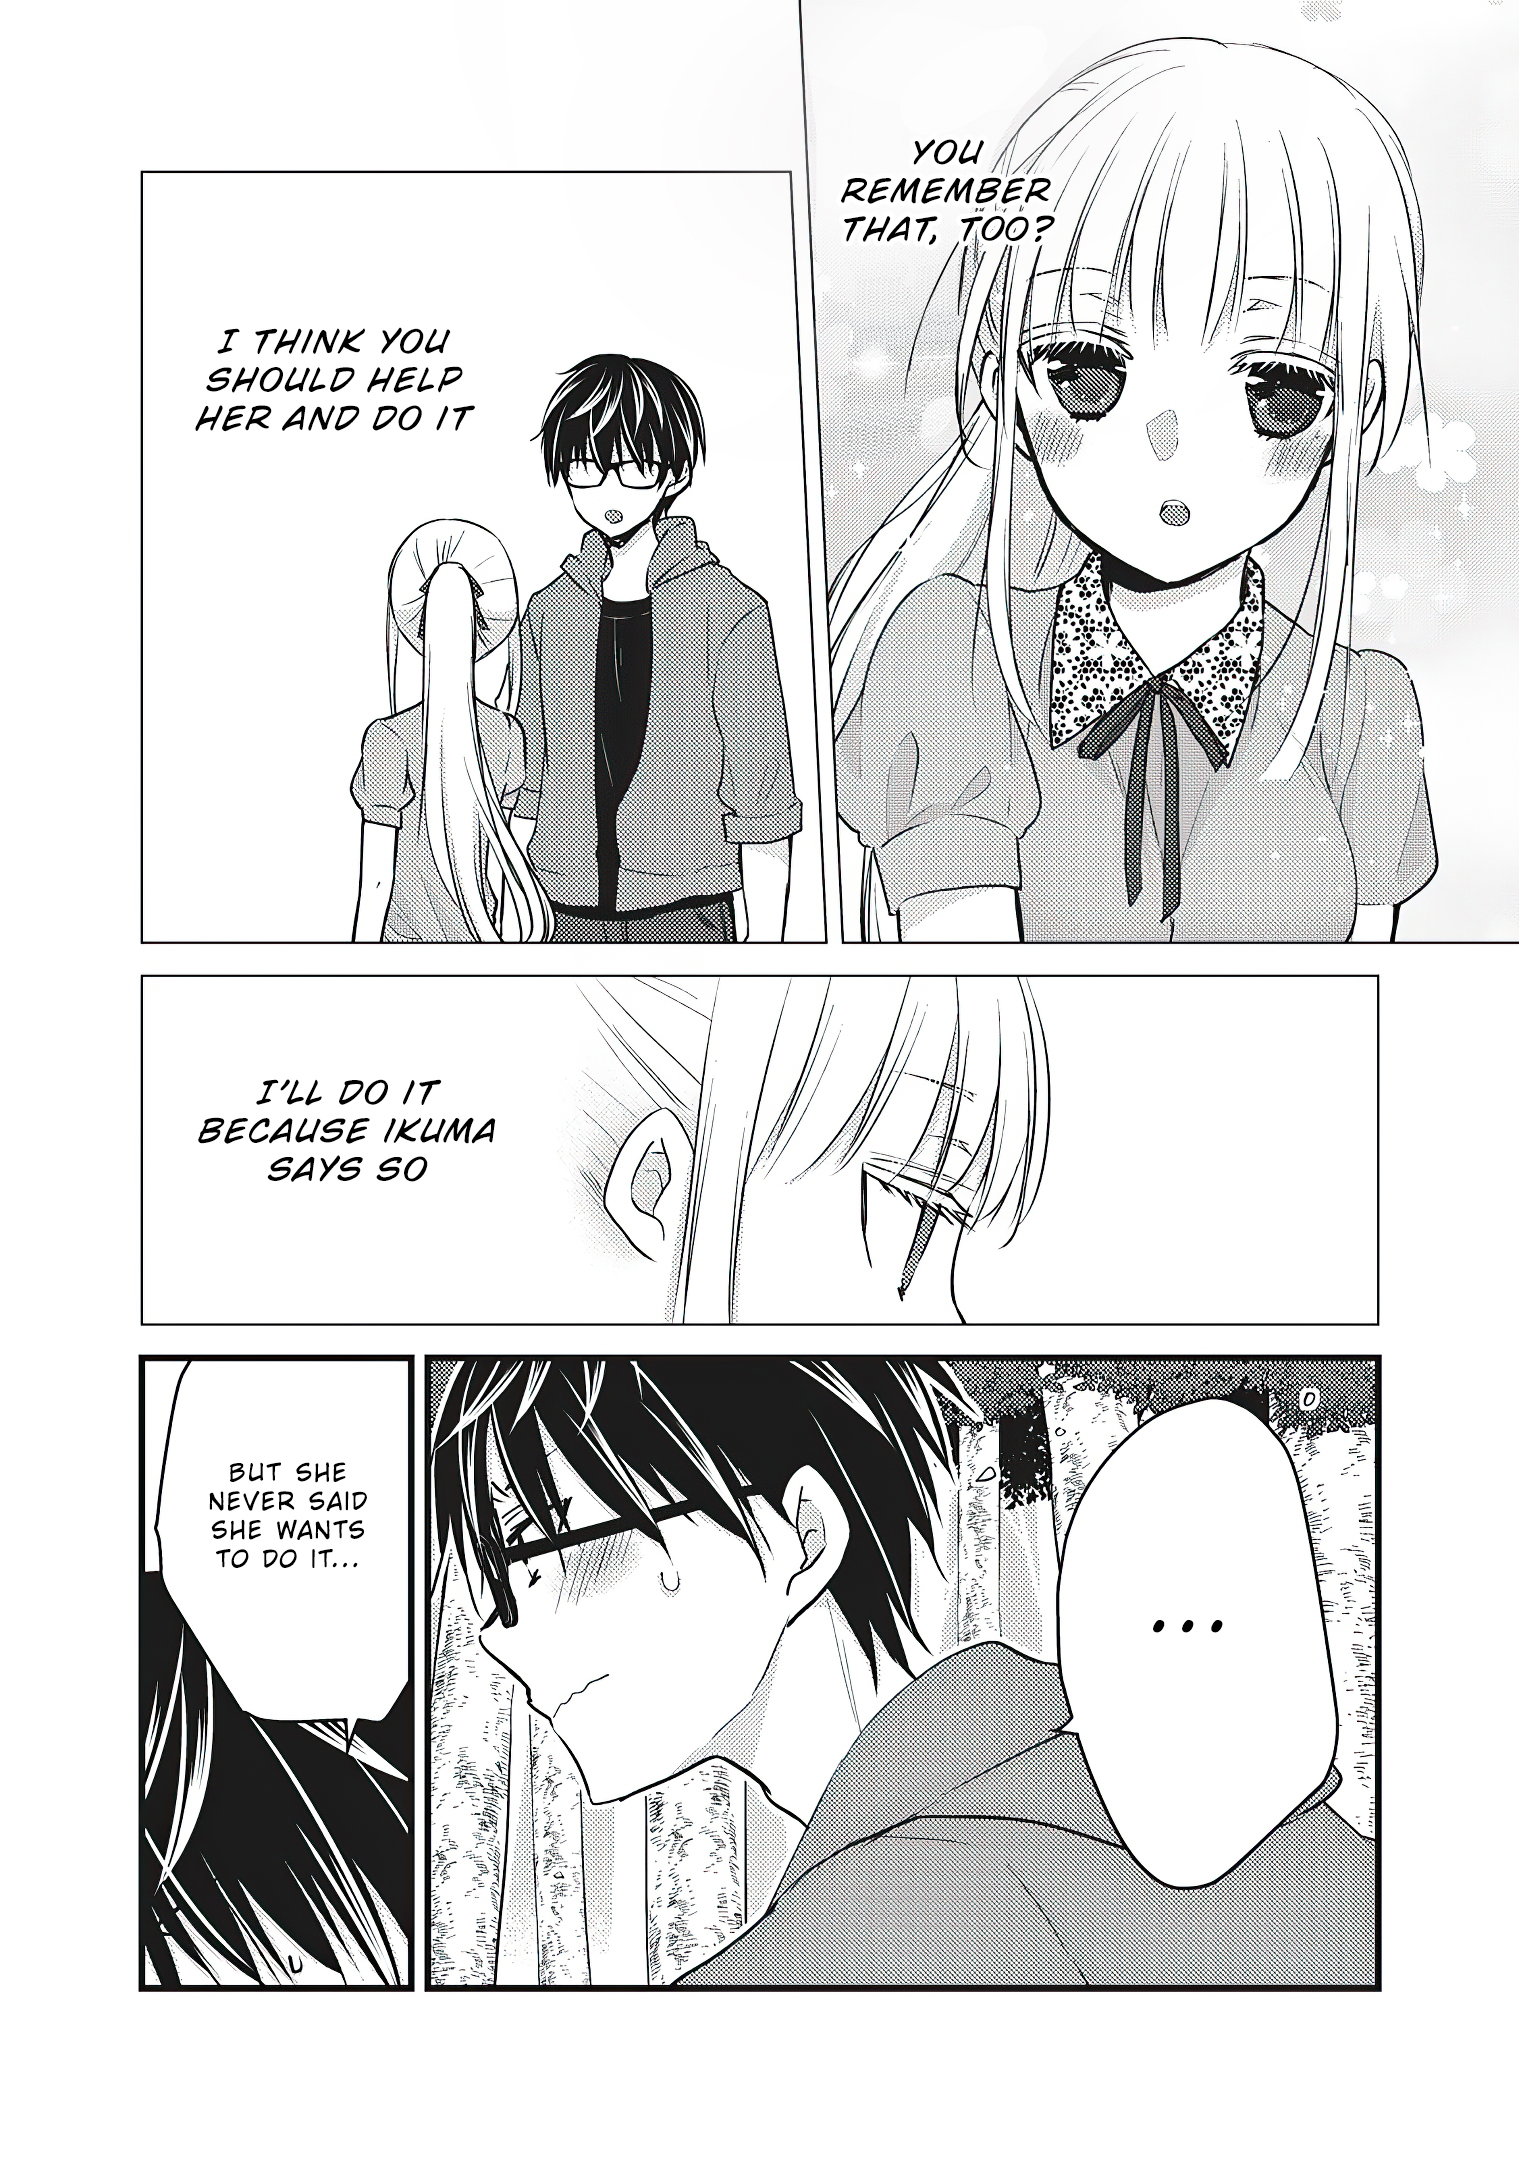 YOU
REMEMBER
THAT, TOO?
I THINK YOU
SHOULD HELP
HER AND DO IT
I'LL DO IT
BECAUSE IKUMA
SAYS SO
...
BUT SHE
NEVER SAID
SHE WANTS
TO DO IT...